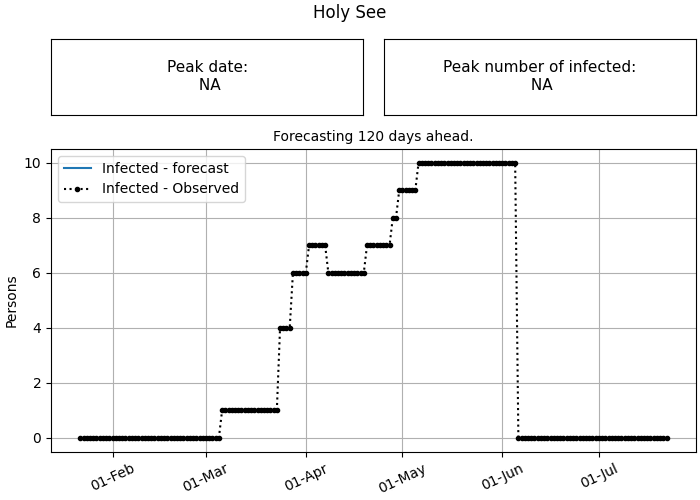 Holy See
Peak date:
NA
Peak number of infected:
NA
Forecasting 120 days ahead.
Infected - forecast
Infected - Observed
Persons
10
8
6
4
2
0
01-Feb
01-Mar
01-Apr
01-May
01-Jun
01-Jul